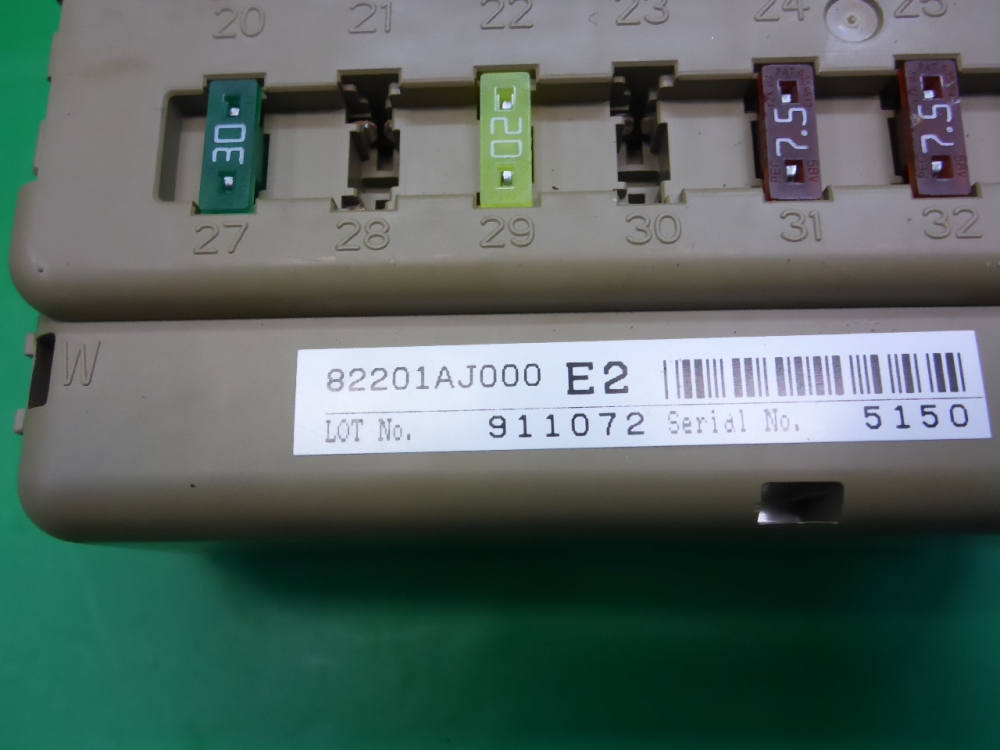 20 21 22 23 24 25
30 20 7.5 7.5
27 28 29 30 31 32
W
82201AJ000 E2
LOT No. 911072 Serial No. 5150